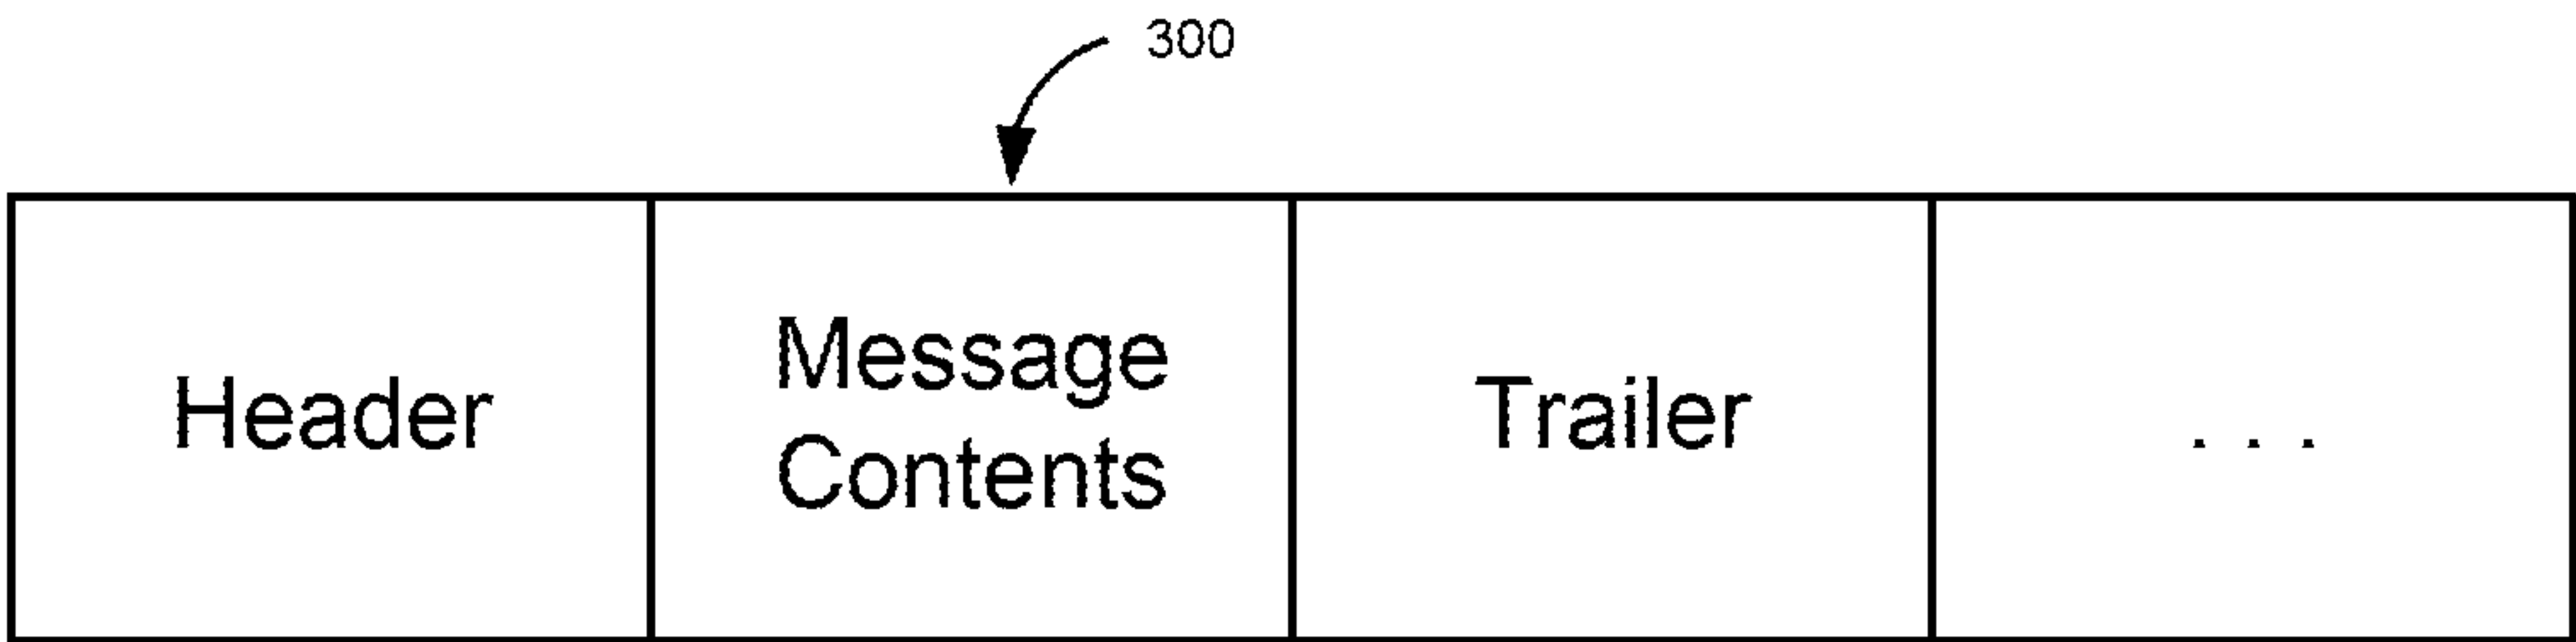 300
Header
Message
Contents
Trailer
. . .